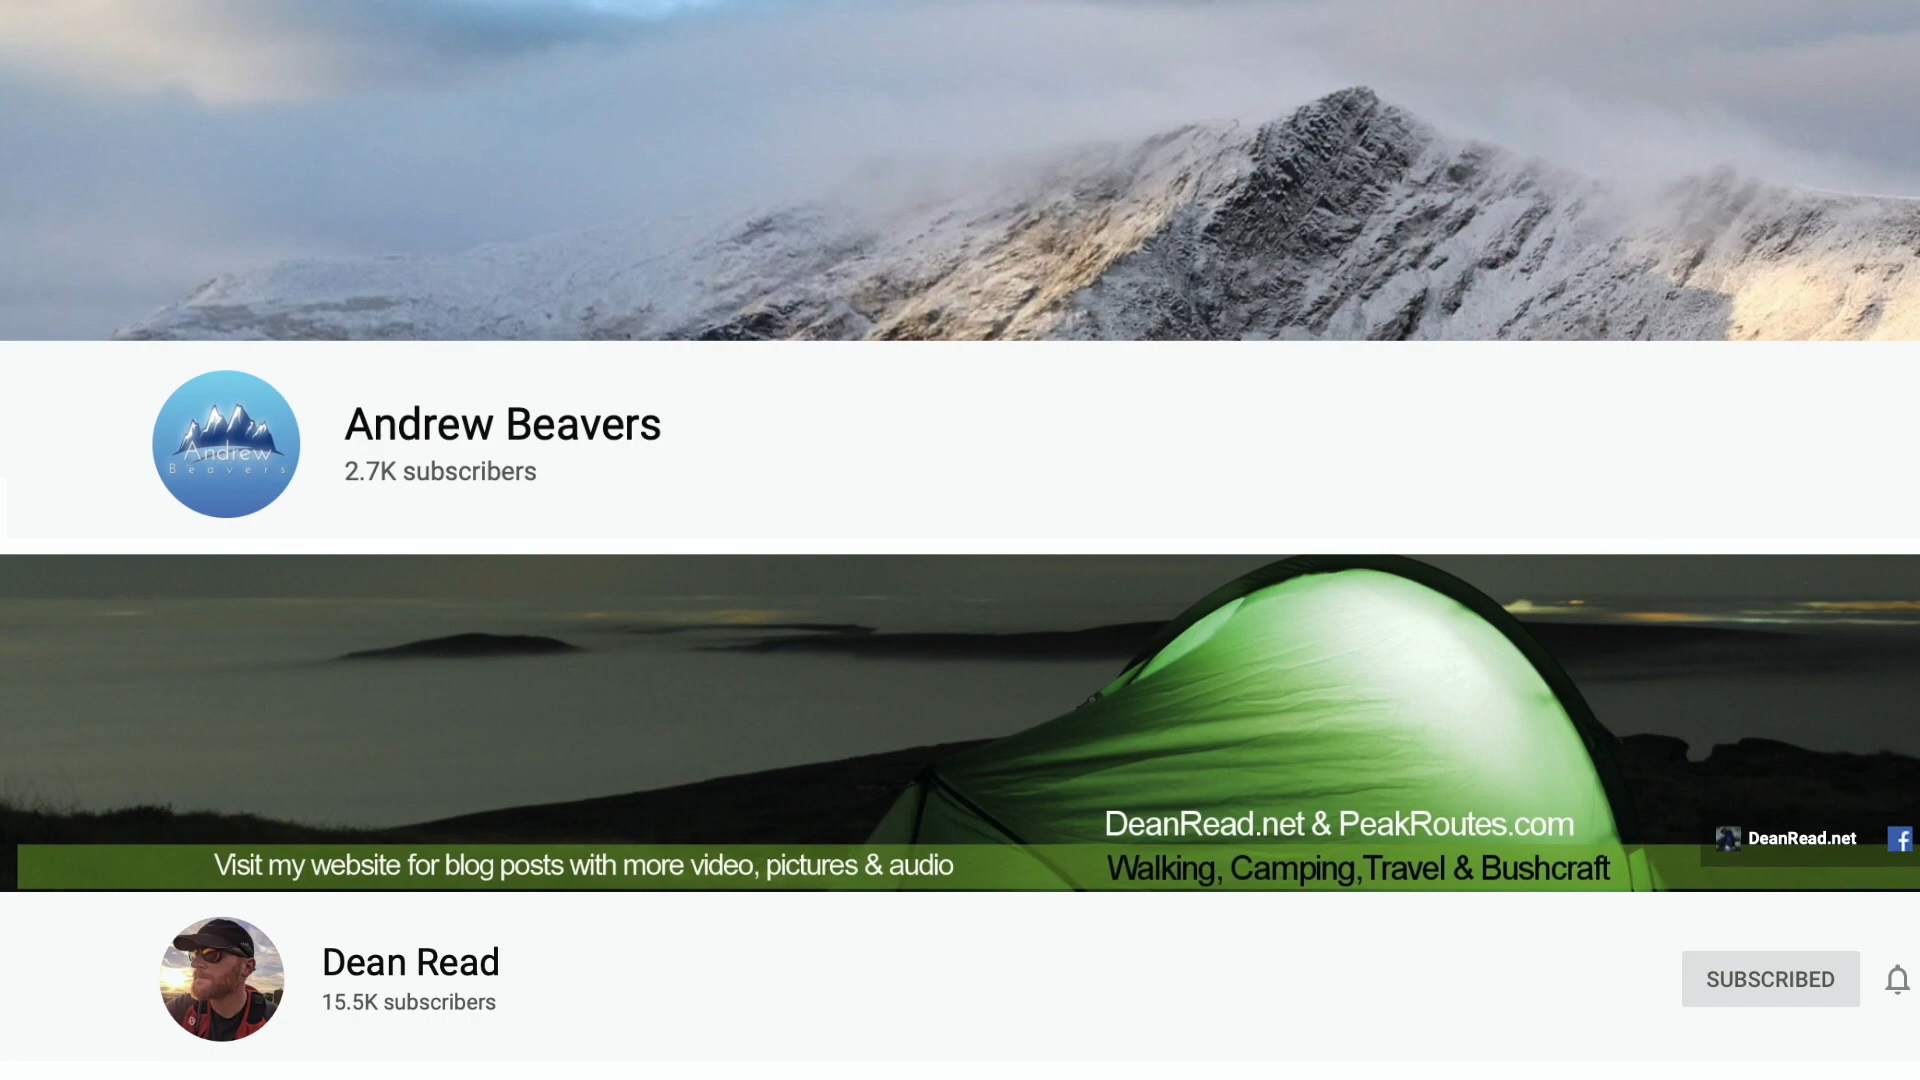 Andrew
Beavers
Andrew Beavers
2.7K subscribers
DeanRead.net & PeakRoutes.com
DeanRead.net
Visit my website for blog posts with more video, pictures & audio
Walking, Camping,Travel & Bushcraft
Dean Read
15.5K subscribers
SUBSCRIBED